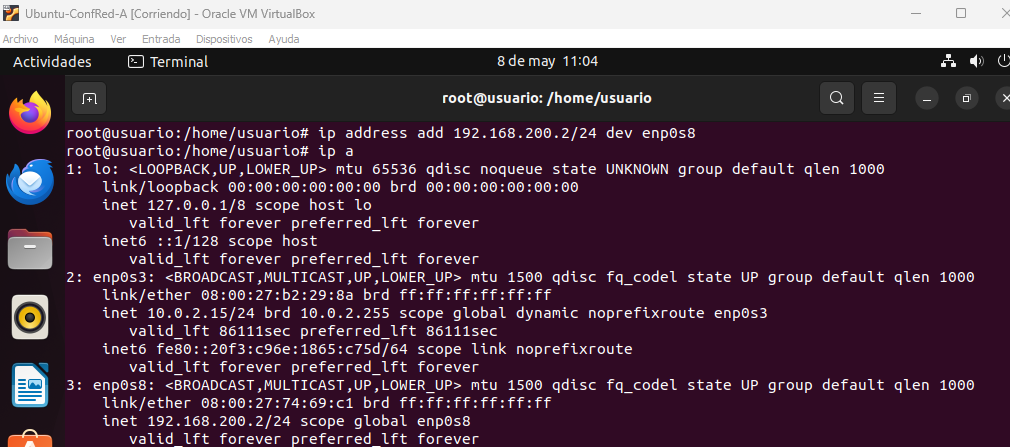 Ubuntu-ConfRed-A [Corriendo] - Oracle VM VirtualBox
Archivo Máquina Ver Entrada Dispositivos Ayuda
Actividades Terminal 8 de may 11:04
root@usuario: /home/usuario
root@usuario:/home/usuario# ip address add 192.168.200.2/24 dev enp0s8
root@usuario:/home/usuario# ip a
1: lo: <LOOPBACK,UP,LOWER_UP> mtu 65536 qdisc noqueue state UNKNOWN group default qlen 1000
    link/loopback 00:00:00:00:00:00 brd 00:00:00:00:00:00
    inet 127.0.0.1/8 scope host lo
       valid_lft forever preferred_lft forever
    inet6 ::1/128 scope host
       valid_lft forever preferred_lft forever
2: enp0s3: <BROADCAST,MULTICAST,UP,LOWER_UP> mtu 1500 qdisc fq_codel state UP group default qlen 1000
    link/ether 08:00:27:b2:29:8a brd ff:ff:ff:ff:ff:ff
    inet 10.0.2.15/24 brd 10.0.2.255 scope global dynamic noprefixroute enp0s3
       valid_lft 86111sec preferred_lft 86111sec
    inet6 fe80::20f3:c96e:1865:c75d/64 scope link noprefixroute
       valid_lft forever preferred_lft forever
3: enp0s8: <BROADCAST,MULTICAST,UP,LOWER_UP> mtu 1500 qdisc fq_codel state UP group default qlen 1000
    link/ether 08:00:27:74:69:c1 brd ff:ff:ff:ff:ff:ff
    inet 192.168.200.2/24 scope global enp0s8
       valid_lft forever preferred_lft forever